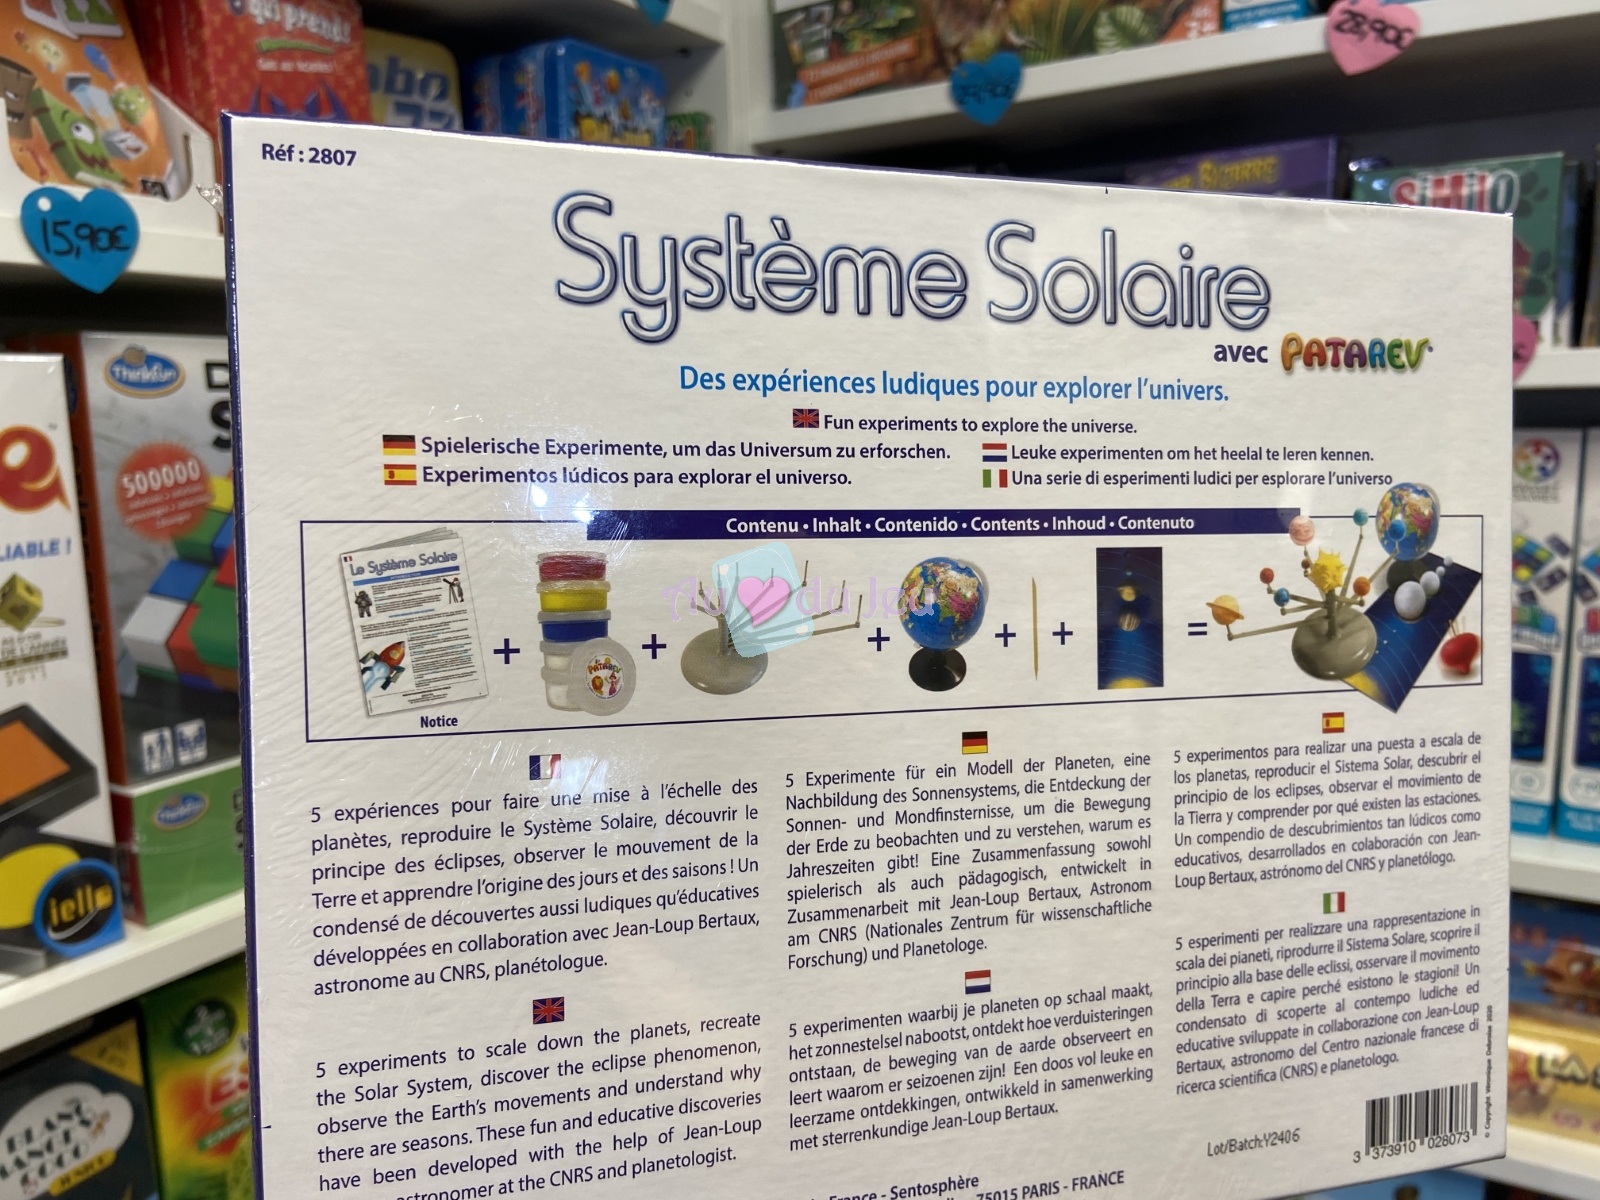 qui prend!
28,90€
15,90€
ThinkFun
500000
LIABLE !
ThinkFun
iello
SIMILO
Réf : 2807
Système Solaire
avec PATAREV
Des expériences ludiques pour explorer l'univers.
Fun experiments to explore the universe.
Spielerische Experimente, um das Universum zu erforschen.
Leuke experimenten om het heelal te leren kennen.
Experimentos lúdicos para explorar el universo.
Una serie di esperimenti ludici per esplorare l'universo
Contenu • Inhalt • Contenido • Contents • Inhoud • Contenuto
Le Système Solaire
PATAREV
Au du Jeu
+ + + + + =
Notice
5 expériences pour faire une mise à l'échelle des
planètes, reproduire le Système Solaire, découvrir le
principe des éclipses, observer le mouvement de la
Terre et apprendre l'origine des jours et des saisons ! Un
condensé de découvertes aussi ludiques qu'éducatives
développées en collaboration avec Jean-Loup Bertaux,
astronome au CNRS, planétologue.
5 experiments to scale down the planets, recreate
the Solar System, discover the eclipse phenomenon,
observe the Earth's movements and understand why
there are seasons. These fun and educative discoveries
have been developed with the help of Jean-Loup
astronomer at the CNRS and planetologist.
5 Experimente für ein Modell der Planeten, eine
Nachbildung des Sonnensystems, die Entdeckung der
Sonnen- und Mondfinsternisse, um die Bewegung
der Erde zu beobachten und zu verstehen, warum es
Jahreszeiten gibt! Eine Zusammenfassung sowohl
spielerisch als auch pädagogisch, entwickelt in
Zusammenarbeit mit Jean-Loup Bertaux, Astronom
am CNRS (Nationales Zentrum für wissenschaftliche
Forschung) und Planetologe.
5 experimenten waarbij je planeten op schaal maakt,
het zonnestelsel nabootst, ontdekt hoe verduisteringen
ontstaan, de beweging van de aarde observeert en
leert waarom er seizoenen zijn! Een doos vol leuke en
leerzame ontdekkingen, ontwikkeld in samenwerking
met sterrenkundige Jean-Loup Bertaux.
5 experimentos para realizar una puesta a escala de
los planetas, reproducir el Sistema Solar, descubrir el
principio de los eclipses, observar el movimiento de
la Tierra y comprender por qué existen las estaciones.
Un compendio de descubrimientos tan lúdicos como
educativos, desarrollados en colaboración con Jean-
Loup Bertaux, astrónomo del CNRS y planetólogo.
5 esperimenti per realizzare una rappresentazione in
scala dei pianeti, riprodurre il Sistema Solare, scoprire il
principio alla base delle eclissi, osservare il movimento
della Terra e capire perché esistono le stagioni! Un
condensato di scoperte al contempo ludiche ed
educative sviluppate in collaborazione con Jean-Loup
Bertaux, astronomo del Centro nazionale francese di
ricerca scientifica (CNRS) e planetologo.
Lot/Batch:Y2406
3 373910 028073
France - Sentosphère
75015 PARIS - FRANCE